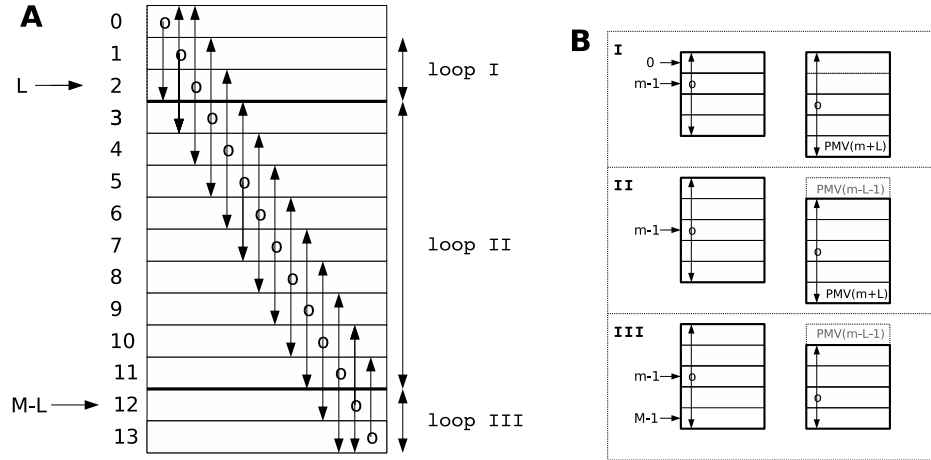 A
0
1
2
3
4
5
6
7
8
9
10
11
12
13
L
M-L
loop I
loop II
loop III
B
I
0
m-1
PMV(m+L)
II
PMV(m-L-1)
m-1
PMV(m+L)
III
PMV(m-L-1)
m-1
M-1